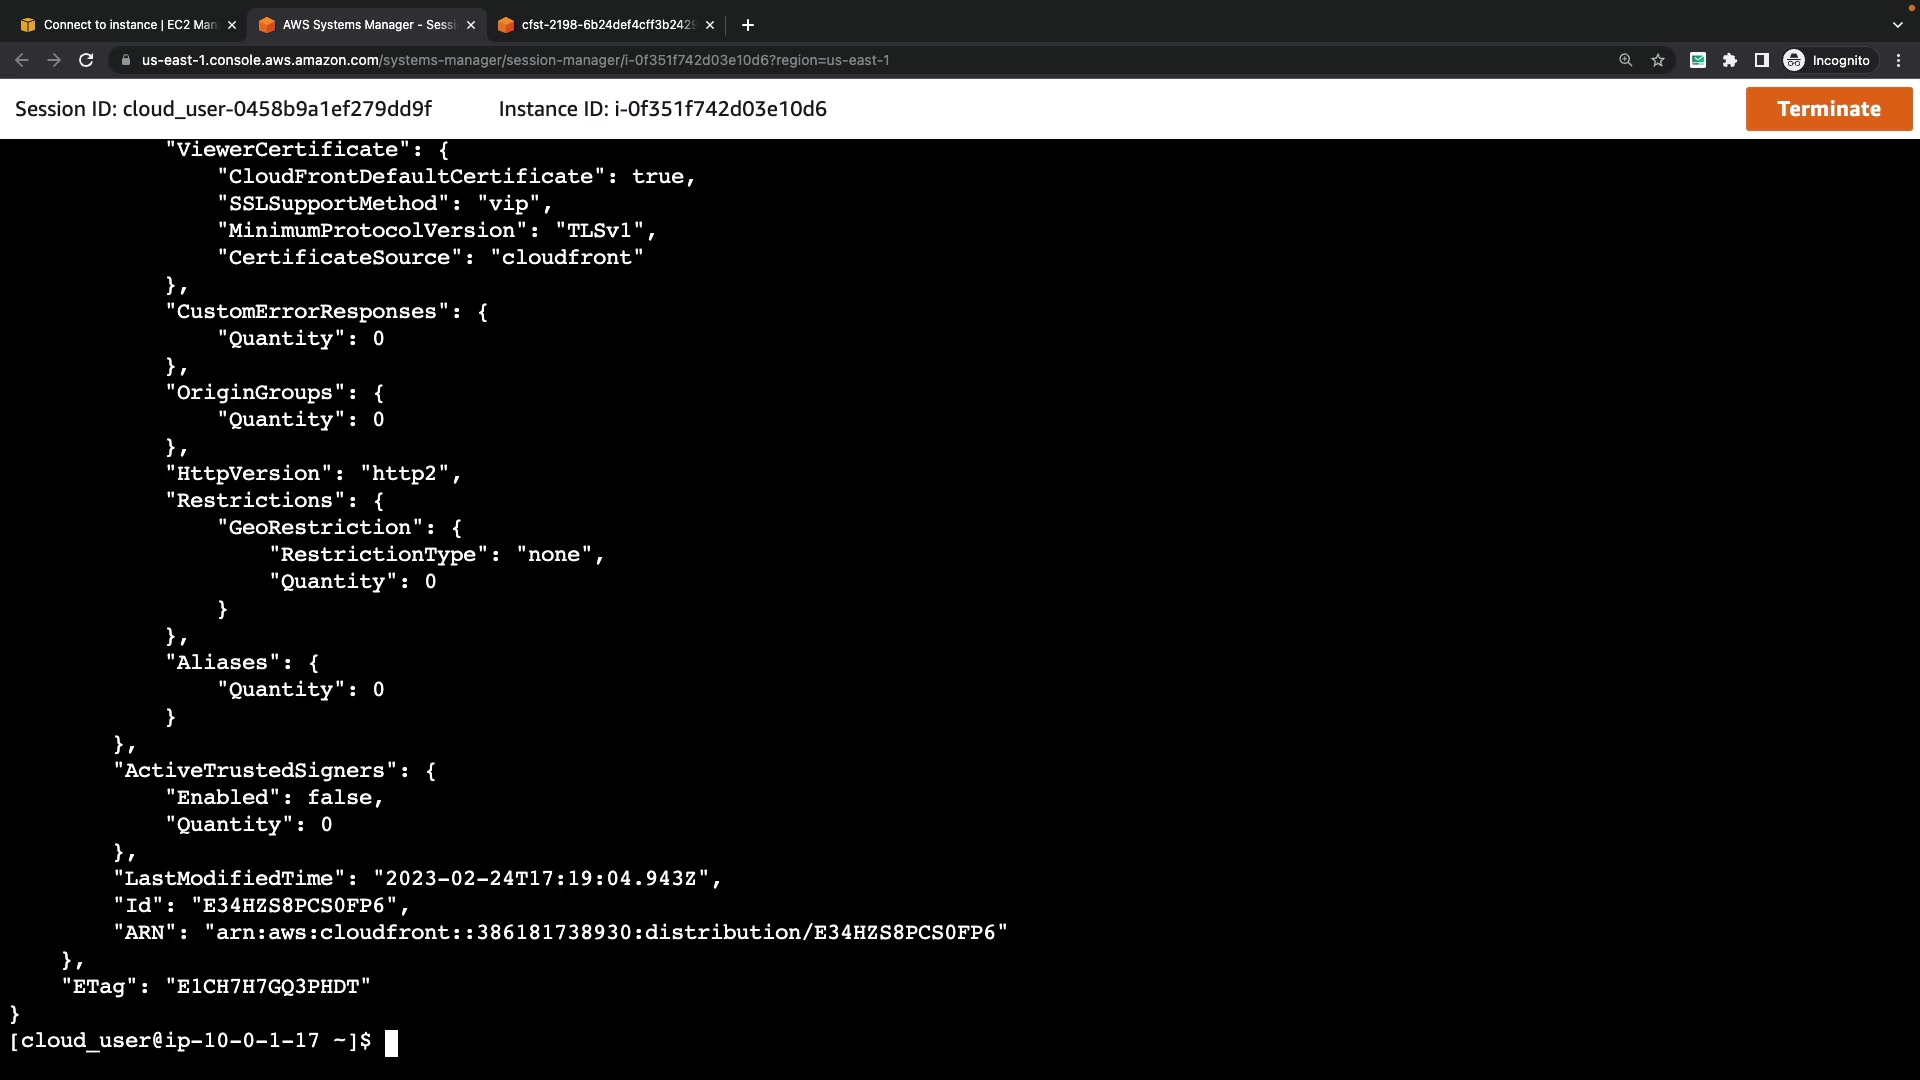 Connect to instance | EC2 Man
AWS Systems Manager - Sessi
cfst-2198-6b24def4cff3b2429
us-east-1.console.aws.amazon.com/systems-manager/session-manager/i-0f351f742d03e10d6?region=us-east-1
Incognito
Session ID: cloud_user-0458b9a1ef279dd9f
Instance ID: i-0f351f742d03e10d6
Terminate
"ViewerCertificate": {
"CloudFrontDefaultCertificate": true,
"SSLSupportMethod": "vip",
"MinimumProtocolVersion": "TLSv1",
"CertificateSource": "cloudfront"
},
"CustomErrorResponses": {
"Quantity": 0
},
"OriginGroups": {
"Quantity": 0
},
"HttpVersion": "http2",
"Restrictions": {
"GeoRestriction": {
"RestrictionType": "none",
"Quantity": 0
}
},
"Aliases": {
"Quantity": 0
}
},
"ActiveTrustedSigners": {
"Enabled": false,
"Quantity": 0
},
"LastModifiedTime": "2023-02-24T17:19:04.943Z",
"Id": "E34HZS8PCS0FP6",
"ARN": "arn:aws:cloudfront::386181738930:distribution/E34HZS8PCS0FP6"
},
"ETag": "E1CH7H7GQ3PHDT"
}
[cloud_user@ip-10-0-1-17 ~]$